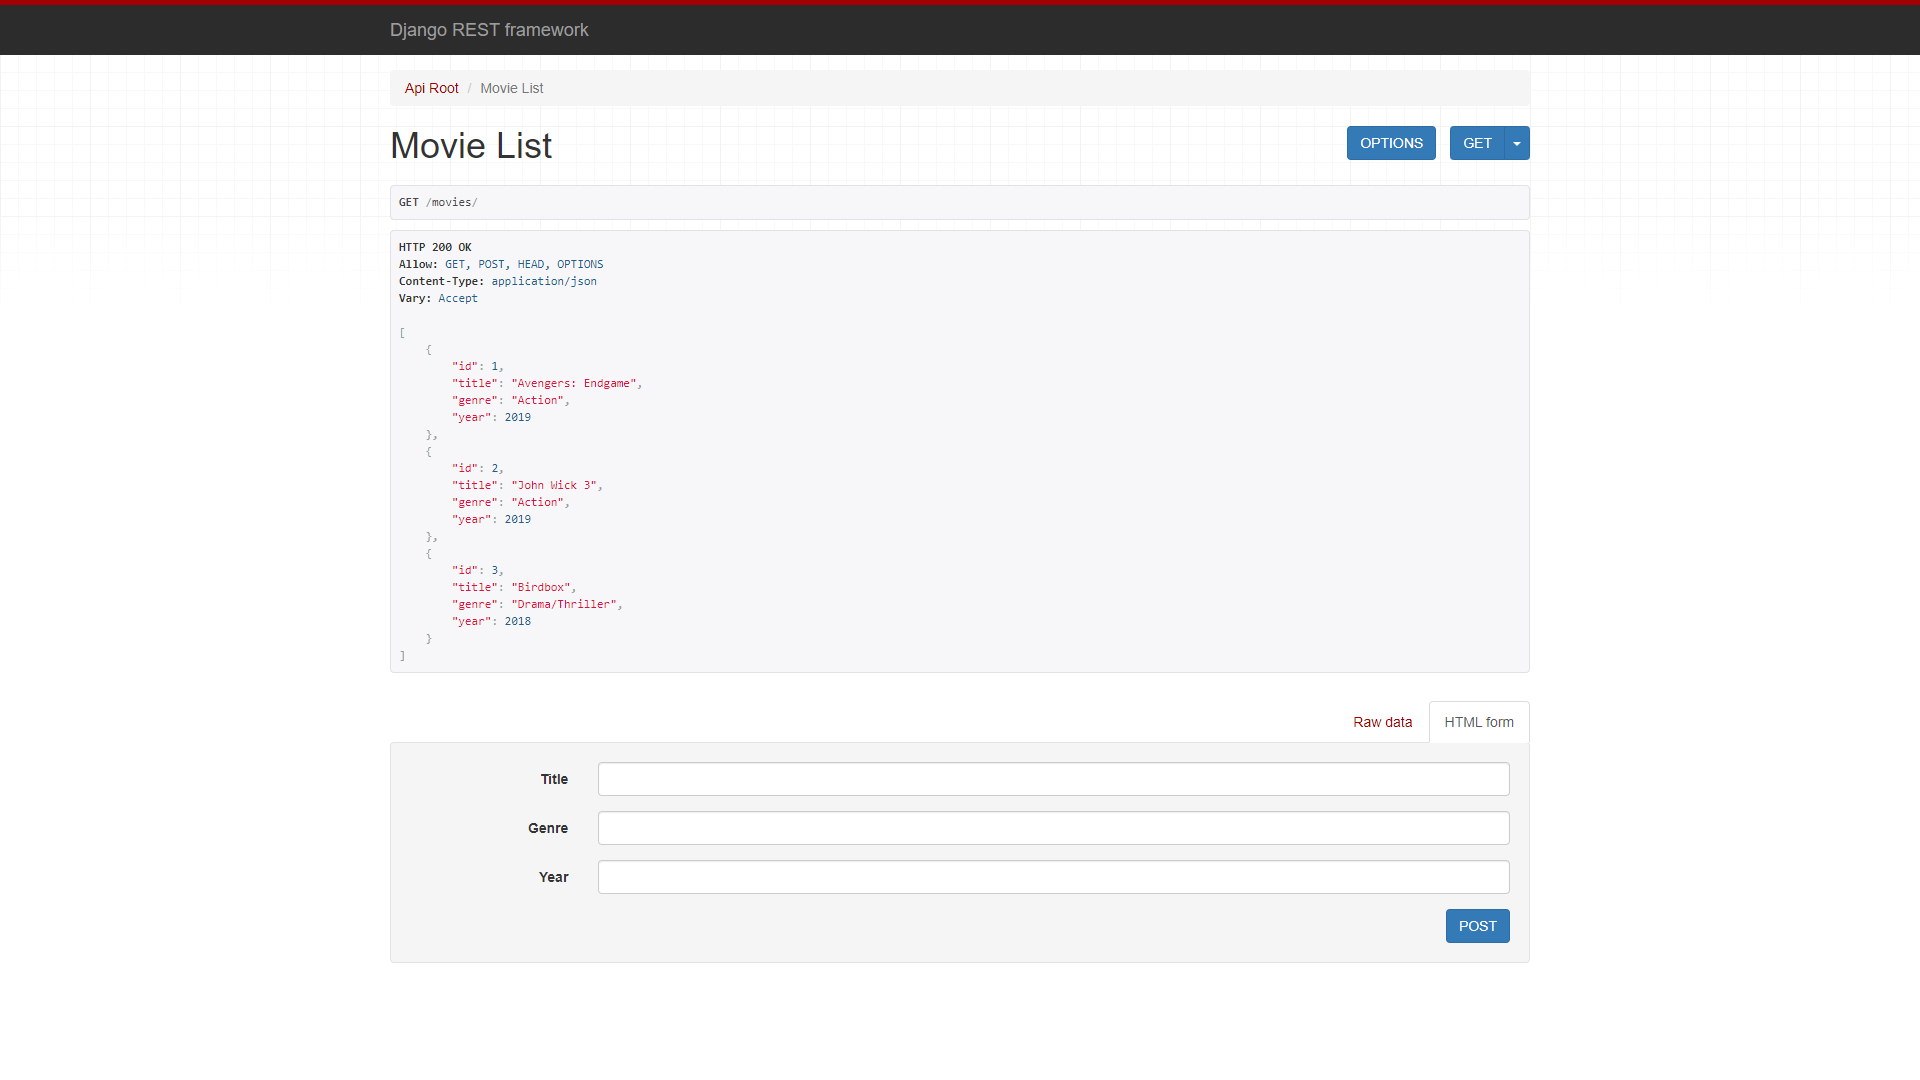 Django REST framework
Api Root / Movie List
Movie List
OPTIONS GET
GET /movies/
HTTP 200 OK
Allow: GET, POST, HEAD, OPTIONS
Content-Type: application/json
Vary: Accept
[
    {
        "id": 1,
        "title": "Avengers: Endgame",
        "genre": "Action",
        "year": 2019
    },
    {
        "id": 2,
        "title": "John Wick 3",
        "genre": "Action",
        "year": 2019
    },
    {
        "id": 3,
        "title": "Birdbox",
        "genre": "Drama/Thriller",
        "year": 2018
    }
]
Raw data HTML form
Title
Genre
Year
POST